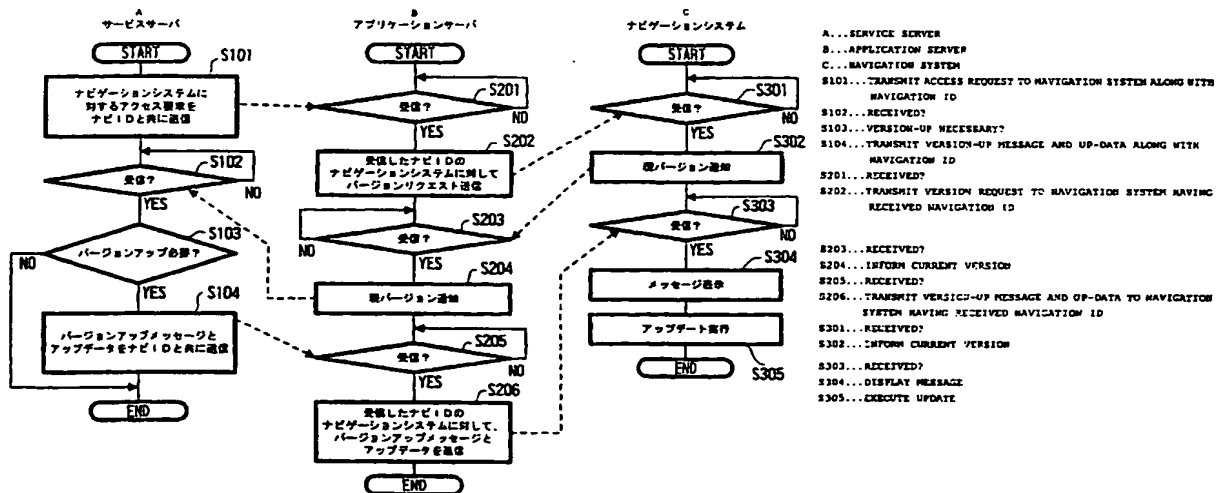 A
サービスサーバ
START
S101
ナビゲーションシステムに
対するアクセス要求を
ナビIDと共に送信
S102
受信?
NO
YES
S103
バージョンアップ必要?
NO
YES
S104
バージョンアップメッセージと
アップデータをナビIDと共に送信
END
B
アプリケーションサーバ
START
S201
受信?
NO
YES
S202
受信したナビIDの
ナビゲーションシステムに対して
バージョンリクエスト送信
S203
受信?
NO
YES
S204
現バージョン通知
S205
受信?
NO
YES
S206
受信したナビIDの
ナビゲーションシステムに対して、
バージョンアップメッセージと
アップデータを送信
END
C
ナビゲーションシステム
START
S301
受信?
NO
YES
S302
現バージョン通知
S303
受信?
NO
YES
S304
メッセージ表示
アップデート実行
S305
END
A...SERVICE SERVER
B...APPLICATION SERVER
C...NAVIGATION SYSTEM
S101...TRANSMIT ACCESS REQUEST TO NAVIGATION SYSTEM ALONG WITH
NAVIGATION ID
S102...RECEIVED?
S103...VERSION-UP NECESSARY?
S104...TRANSMIT VERSION-UP MESSAGE AND UP-DATA ALONG WITH
NAVIGATION ID
S201...RECEIVED?
S202...TRANSMIT VERSION REQUEST TO NAVIGATION SYSTEM HAVING
RECEIVED NAVIGATION ID
S203...RECEIVED?
S204...INFORM CURRENT VERSION
S205...RECEIVED?
S206...TRANSMIT VERSION-UP MESSAGE AND UP-DATA TO NAVIGATION
SYSTEM HAVING RECEIVED NAVIGATION ID
S301...RECEIVED?
S302...INFORM CURRENT VERSION
S303...RECEIVED?
S304...DISPLAY MESSAGE
S305...EXECUTE UPDATE